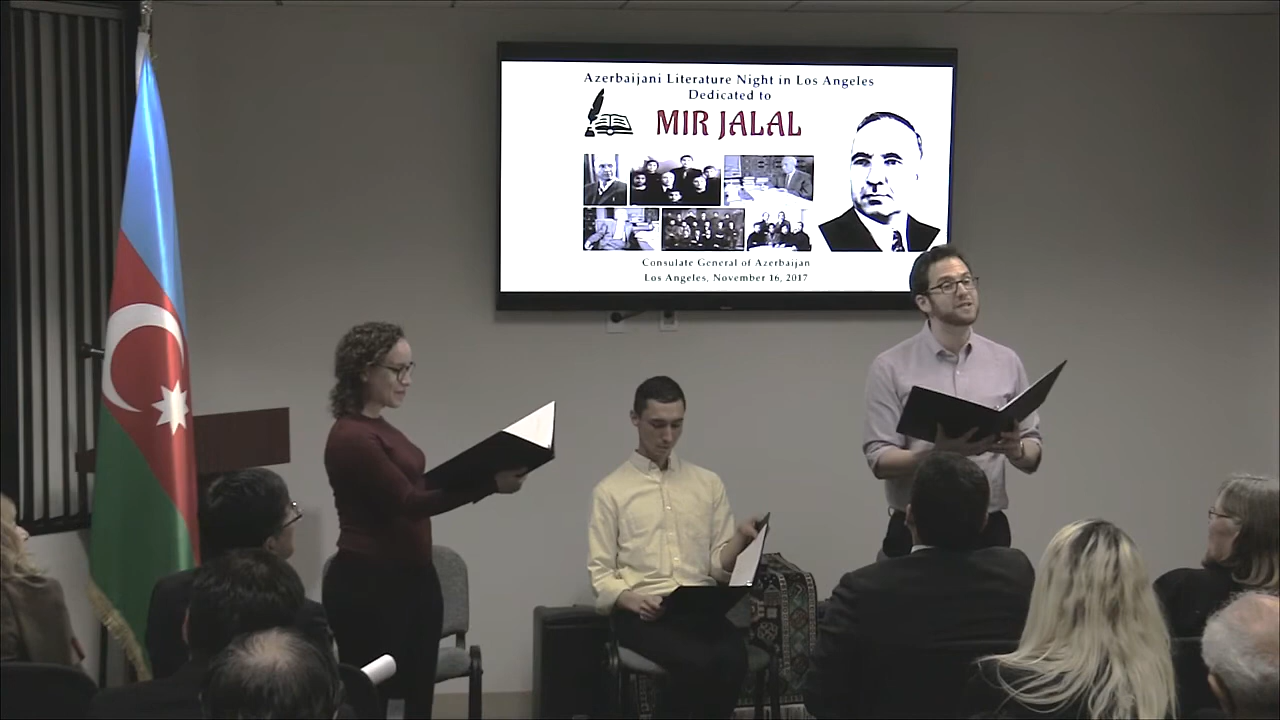 Azerbaijani Literature Night in Los Angeles
Dedicated to
MIR JALAL
Consulate General of Azerbaijan
Los Angeles, November 16, 2017